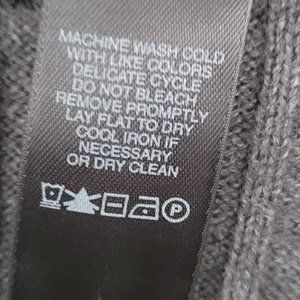 MACHINE WASH COLD
WITH LIKE COLORS
DELICATE CYCLE
DO NOT BLEACH
REMOVE PROMPTLY
LAY FLAT TO DRY
COOL IRON IF
NECESSARY
OR DRY CLEAN
P